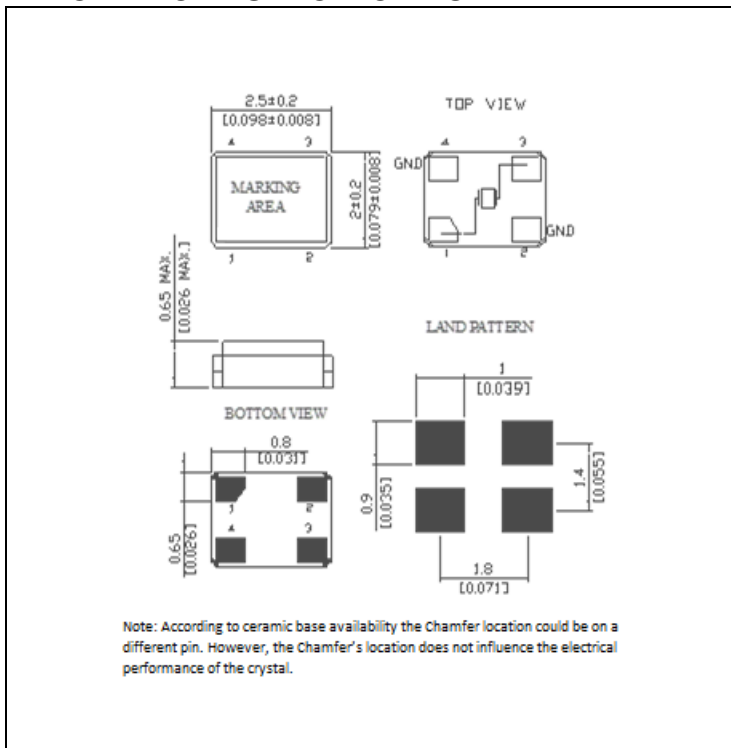 2.5±0.2
[0.098±0.008]
4 3
MARKING
AREA
1 2
2±0.2
[0.079±0.008]
TOP VIEW
4 3
GND
GND
1 2
0.65 MAX.
[0.026 MAX.]
LAND PATTERN
1
[0.039]
0.9
[0.035]
1.4
[0.055]
1.8
[0.071]
BOTTOM VIEW
0.8
[0.031]
1 2
4 3
0.65
[0.026]
Note: According to ceramic base availability the Chamfer location could be on a
different pin. However, the Chamfer's location does not influence the electrical
performance of the crystal.